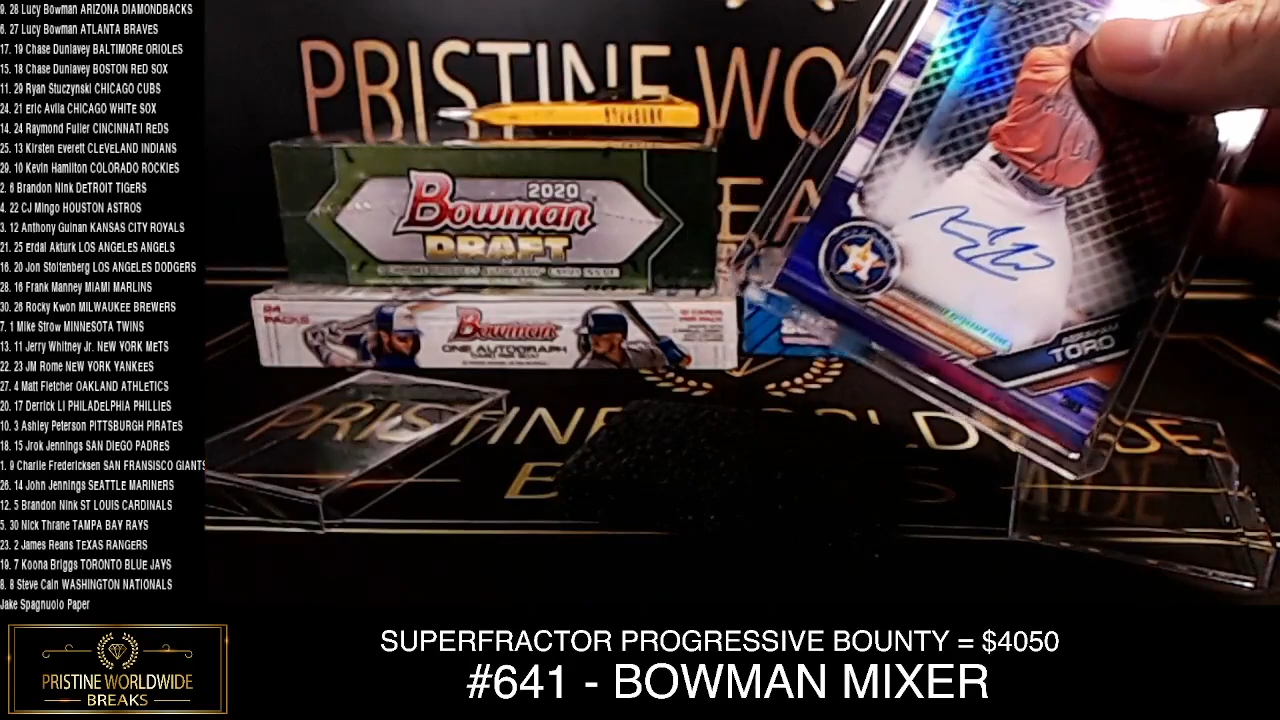 9. 28 Lucy Bowman ARIZONA DIAMONDBACKS
6. 27 Lucy Bowman ATLANTA BRAVES
17. 19 Chase Dunlavey BALTIMORE ORIOLES
15. 18 Chase Dunlavey BOSTON RED SOX
11. 29 Ryan Stuczynski CHICAGO CUBS
24. 21 Eric Avila CHICAGO WHITE SOX
14. 24 Raymond Fuller CINCINNATI REDS
25. 13 Kirsten Everett CLEVELAND INDIANS
29. 10 Kevin Hamilton COLORADO ROCKIES
2. 6 Brandon Nink DETROIT TIGERS
4. 22 CJ Mingo HOUSTON ASTROS
3. 12 Anthony Guinan KANSAS CITY ROYALS
21. 25 Erdal Akturk LOS ANGELES ANGELS
16. 20 Jon Stoltenberg LOS ANGELES DODGERS
28. 16 Frank Manney MIAMI MARLINS
30. 26 Rocky Kwon MILWAUKEE BREWERS
7. 1 Mike Strow MINNESOTA TWINS
13. 11 Jerry Whitney Jr. NEW YORK METS
22. 23 JM Rome NEW YORK YANKEES
27. 4 Matt Fletcher OAKLAND ATHLETICS
20. 17 Derrick Li PHILADELPHIA PHILLIES
10. 3 Ashley Peterson PITTSBURGH PIRATES
18. 15 Jrok Jennings SAN DIEGO PADRES
1. 9 Charlie Fredericksen SAN FRANSISCO GIANTS
26. 14 John Jennings SEATTLE MARINERS
12. 5 Brandon Nink ST LOUIS CARDINALS
5. 30 Nick Thrane TAMPA BAY RAYS
23. 2 James Reans TEXAS RANGERS
19. 7 Koona Briggs TORONTO BLUE JAYS
8. 8 Steve Cain WASHINGTON NATIONALS
Jake Spagnuolo Paper
PRISTINE WO
EA
2020
Bowman
DRAFT
24 PACKS
Bowman
ONE AUTOGRAPH
TORO
PRISTINE WORLDWIDE
PRISTINE WORLDWIDE
BREAKS
SUPERFRACTOR PROGRESSIVE BOUNTY = $4050
#641 - BOWMAN MIXER